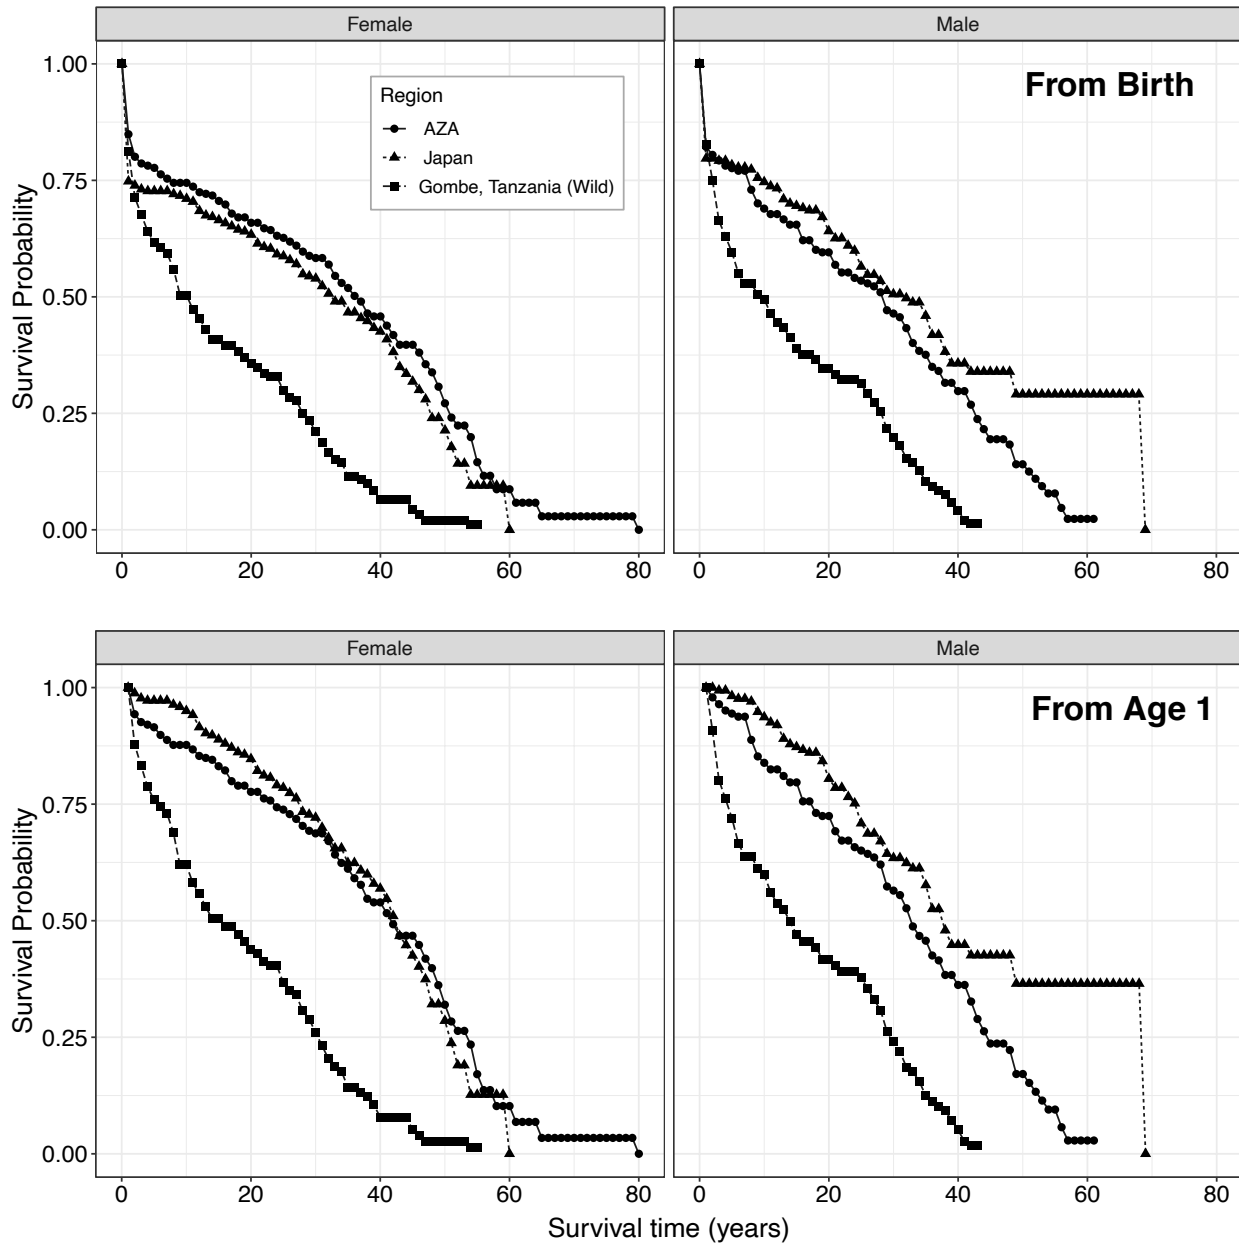 Female
Male
1.00
0.75
0.50
0.25
0.00
Survival Probability
Region
AZA
Japan
Gombe, Tanzania (Wild)
From Birth
0 20 40 60 80
0 20 40 60 80
Female
Male
1.00
0.75
0.50
0.25
0.00
Survival Probability
From Age 1
0 20 40 60 80
0 20 40 60 80
Survival time (years)